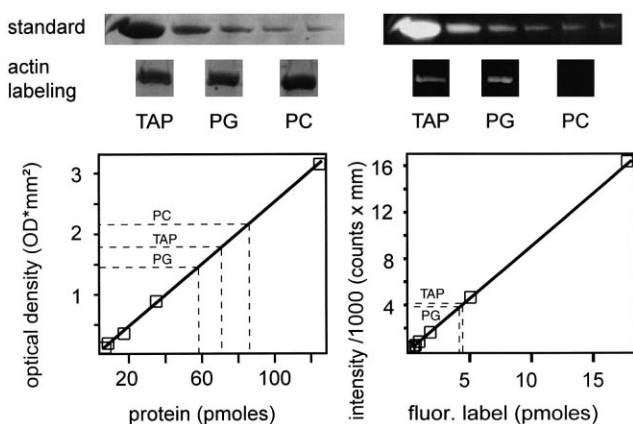 standard
actin
labeling
TAP PG PC TAP PG PC
optical density (OD*mm²)
3
2
1
PC
TAP
PG
20 60 100
protein (pmoles)
intensity /1000 (counts x mm)
16
12
8
4
TAP
PG
5 10 15
fluor. label (pmoles)